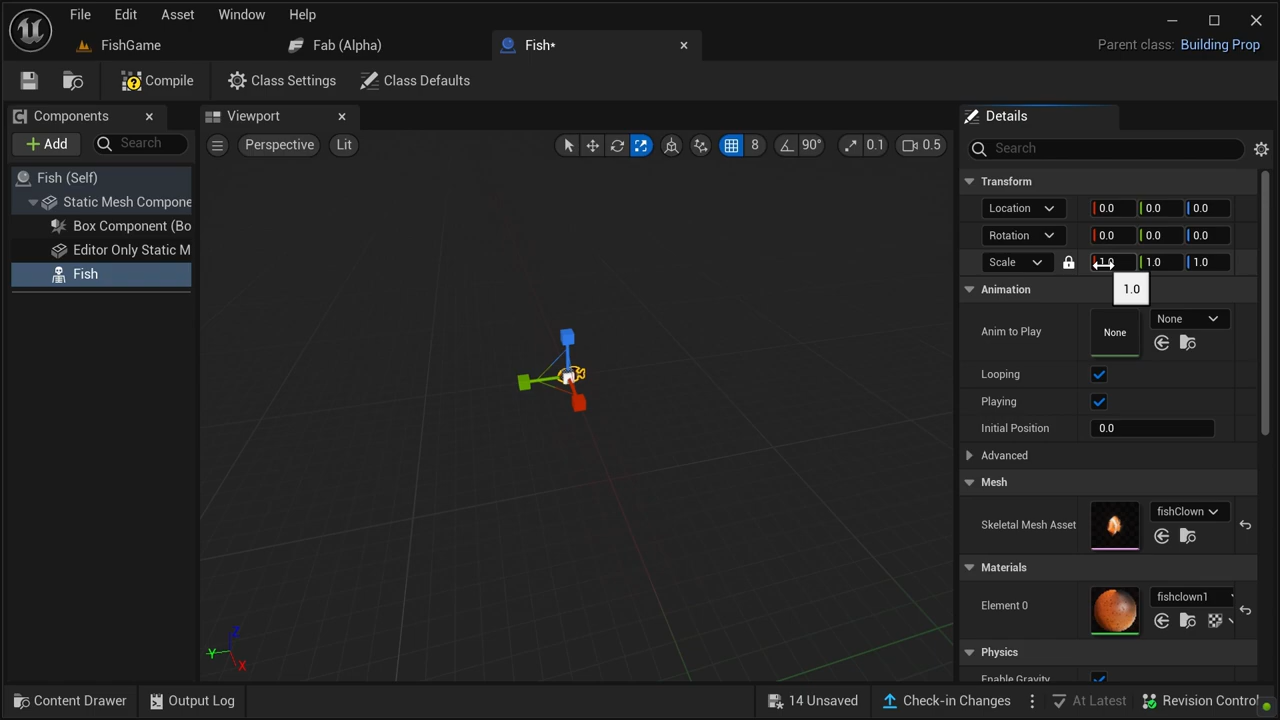 File Edit Asset Window Help
FishGame
Fab (Alpha)
Fish*
Parent class: Building Prop
Compile
Class Settings
Class Defaults
Components
Add
Search
Fish (Self)
Static Mesh Compone
Box Component (Bo
Editor Only Static M
Fish
Viewport
Perspective
Lit
8
90°
0.1
0.5
Z
Y
X
Details
Search
Transform
Location 0.0 0.0 0.0
Rotation 0.0 0.0 0.0
Scale 1.0 1.0 1.0
1.0
Animation
Anim to Play None None
Looping
Playing
Initial Position 0.0
Advanced
Mesh
Skeletal Mesh Asset fishClown
Materials
Element 0 fishclown1
Physics
Enable Gravity
Content Drawer
Output Log
14 Unsaved
Check-in Changes
At Latest
Revision Control